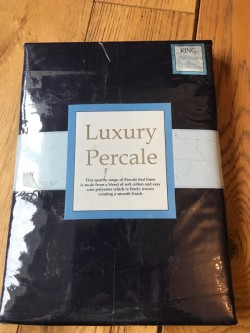 KING
Luxury
Percale
This quality range of Percale bed linen
is made from a blend of soft cotton and easy
care polyester which is finely woven
creating a smooth finish